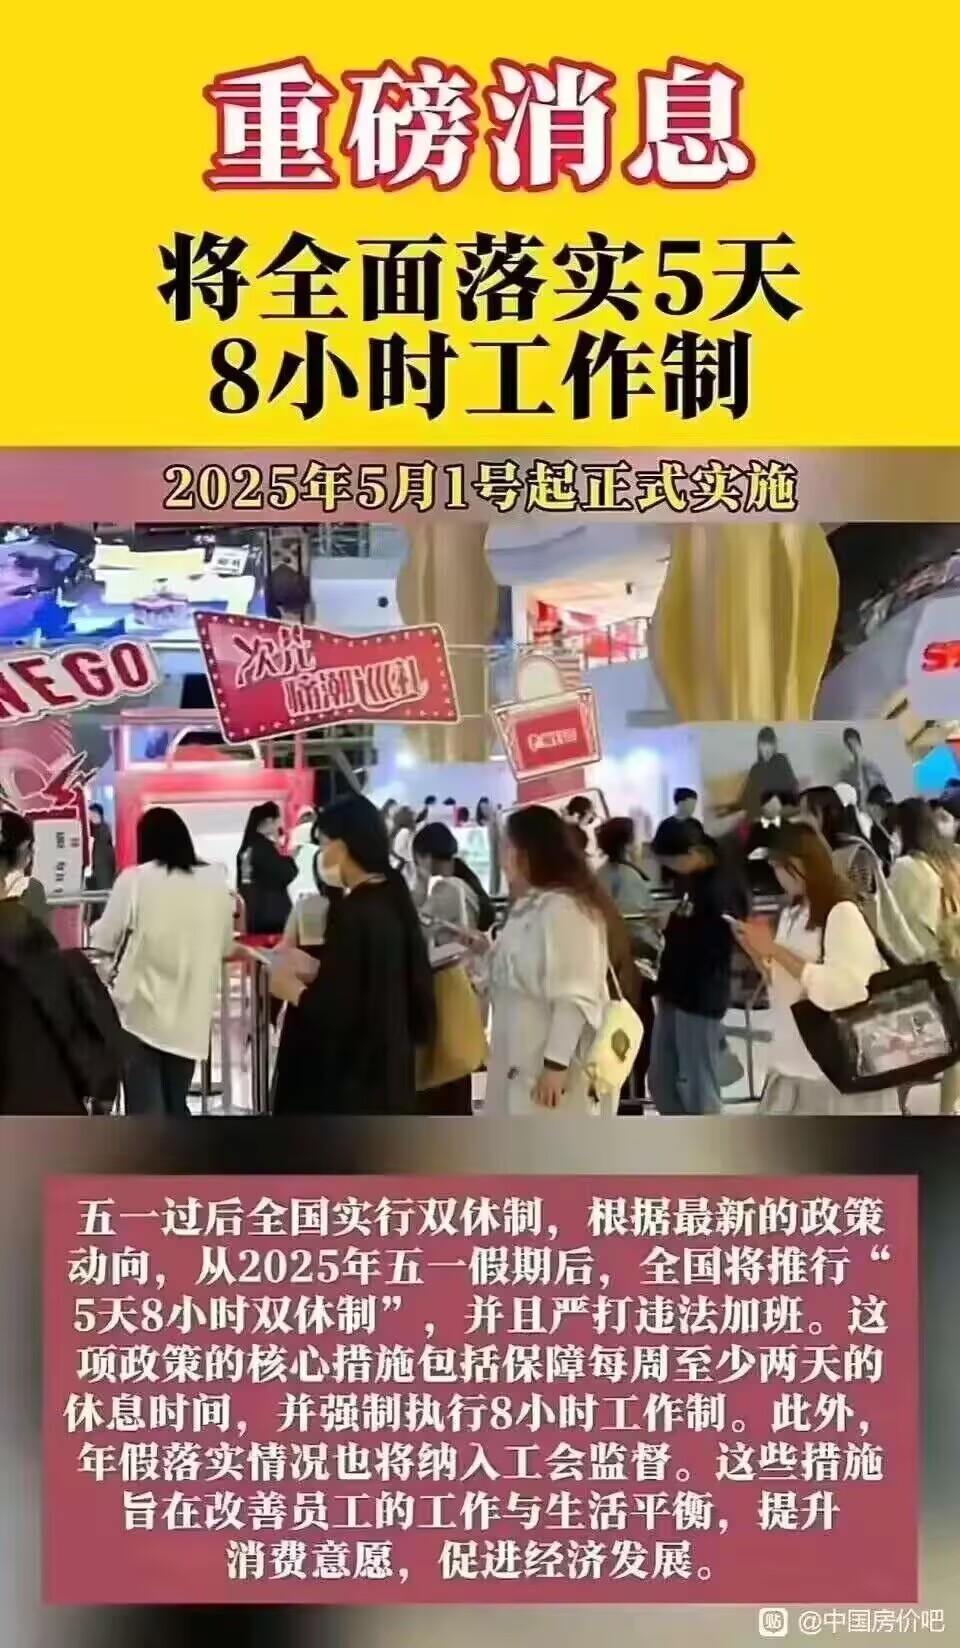 重磅消息
将全面落实5天
8小时工作制
2025年5月1号起正式实施
NEGO
次元
潮巡礼
五一过后全国实行双休制，根据最新的政策
动向，从2025年五一假期后，全国将推行“
5天8小时双休制”，并且严打违法加班。这
项政策的核心措施包括保障每周至少两天的
休息时间，并强制执行8小时工作制。此外，
年假落实情况也将纳入工会监督。这些措施
旨在改善员工的工作与生活平衡，提升
消费意愿，促进经济发展。
贴 @中国房价吧